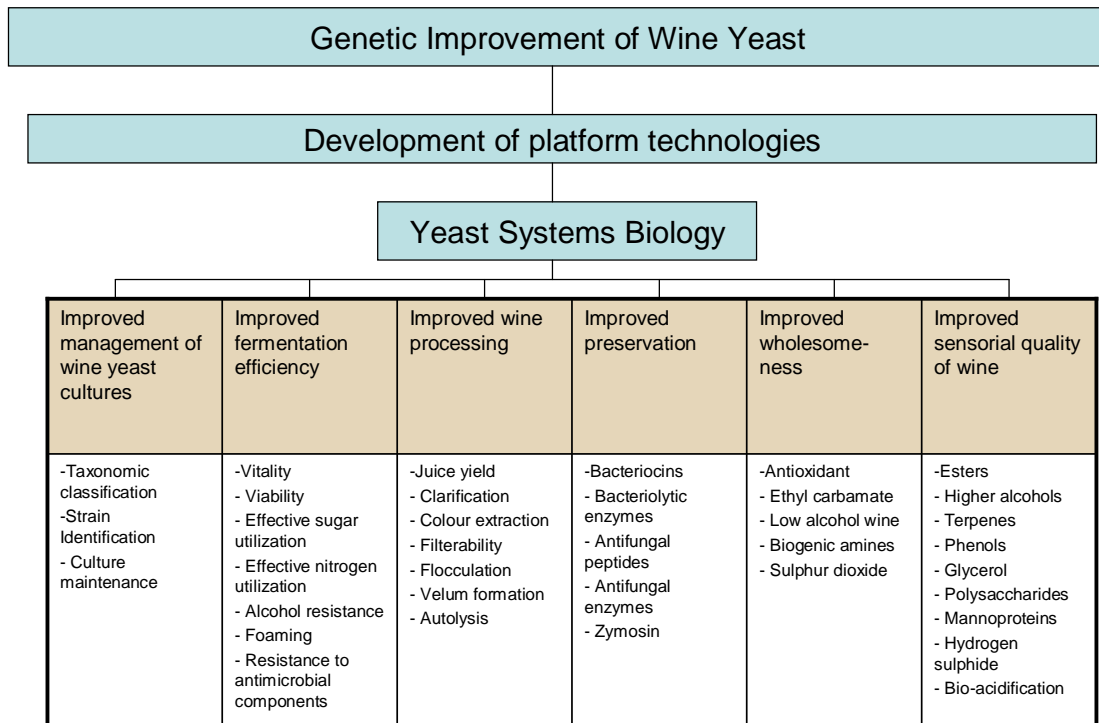 Genetic Improvement of Wine Yeast
Development of platform technologies
Yeast Systems Biology
Improved
management of
wine yeast
cultures
Improved
fermentation
efficiency
Improved wine
processing
Improved
preservation
Improved
wholesome-
ness
Improved
sensorial quality
of wine
-Taxonomic
classification
-Strain
Identification
- Culture
maintenance
-Vitality
- Viability
- Effective sugar
utilization
- Effective nitrogen
utilization
- Alcohol resistance
- Foaming
- Resistance to
antimicrobial
components
-Juice yield
- Clarification
- Colour extraction
- Filterability
- Flocculation
- Velum formation
- Autolysis
-Bacteriocins
- Bacteriolytic
enzymes
- Antifungal
peptides
- Antifungal
enzymes
- Zymosin
-Antioxidant
- Ethyl carbamate
- Low alcohol wine
- Biogenic amines
- Sulphur dioxide
-Esters
- Higher alcohols
- Terpenes
- Phenols
- Glycerol
- Polysaccharides
- Mannoproteins
- Hydrogen
sulphide
- Bio-acidification